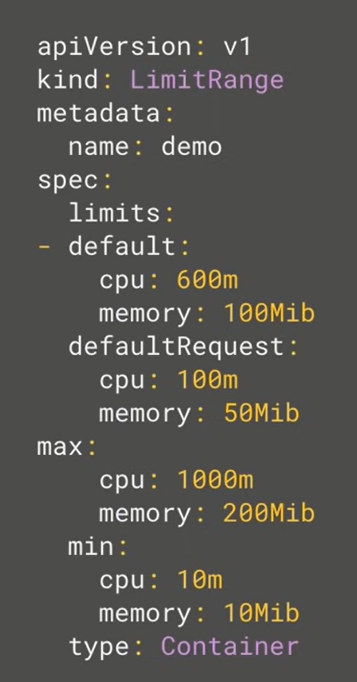 apiVersion: v1
kind: LimitRange
metadata:
  name: demo
spec:
  limits:
- default:
    cpu: 600m
    memory: 100Mib
  defaultRequest:
    cpu: 100m
    memory: 50Mib
max:
    cpu: 1000m
    memory: 200Mib
  min:
    cpu: 10m
    memory: 10Mib
  type: Container